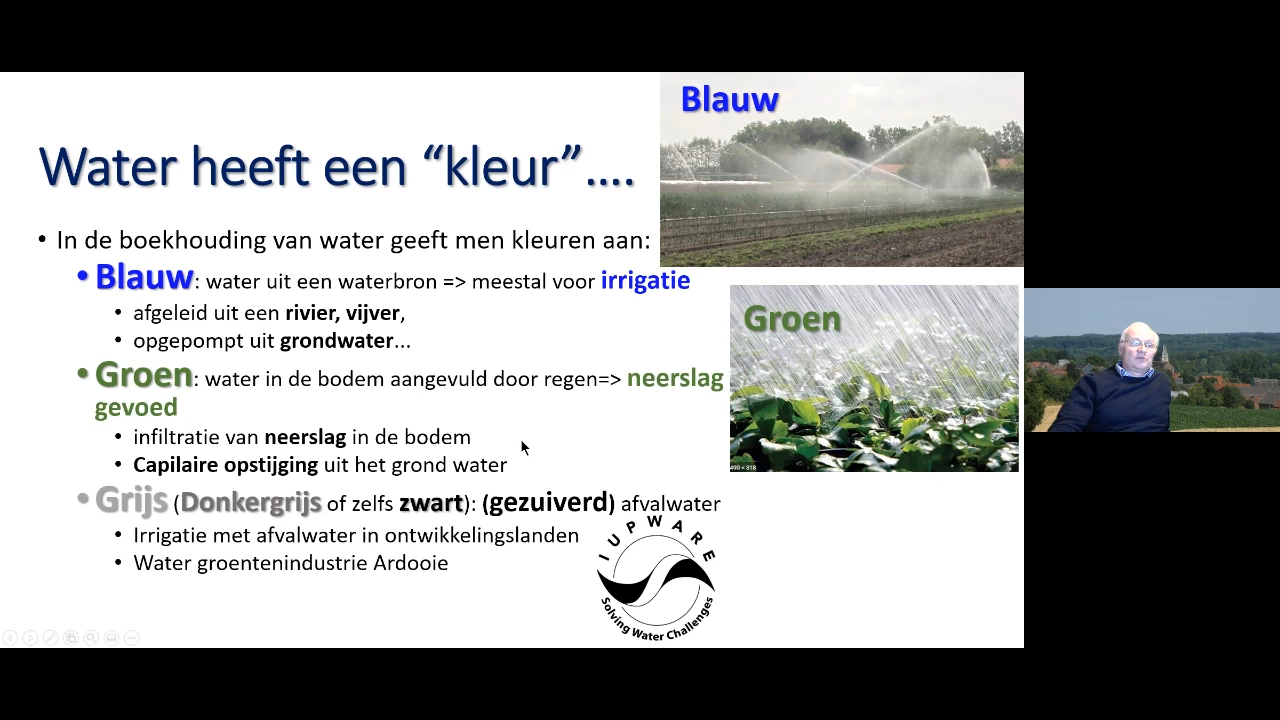 Water heeft een “kleur”….
Blauw
• In de boekhouding van water geeft men kleuren aan:
• Blauw: water uit een waterbron => meestal voor irrigatie
• afgeleid uit een rivier, vijver,
• opgepompt uit grondwater...
Groen
• Groen: water in de bodem aangevuld door regen=> neerslag
gevoed
• infiltratie van neerslag in de bodem
• Capilaire opstijging uit het grond water
490 × 318
• Grijs (Donkergrijs of zelfs zwart): (gezuiverd) afvalwater
• Irrigatie met afvalwater in ontwikkelingslanden
• Water groentenindustrie Ardooie
IUPWARE
Solving Water Challenges